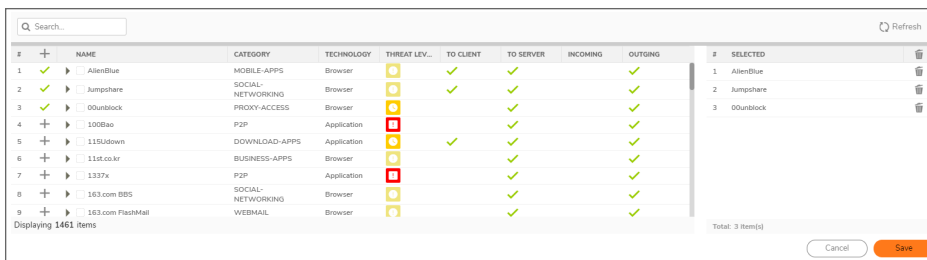 Search...
Refresh
# + NAME CATEGORY TECHNOLOGY THREAT LEV... TO CLIENT TO SERVER INCOMING OUTGING # SELECTED
1 AlienBlue MOBILE-APPS Browser 1 AlienBlue
2 Jumpshare SOCIAL-
NETWORKING Browser 2 Jumpshare
3 00unblock PROXY-ACCESS Browser 3 00unblock
4 + 100Bao P2P Application
5 + 115Udown DOWNLOAD-APPS Application
6 + 11st.co.kr BUSINESS-APPS Browser
7 + 1337x P2P Application
8 + 163.com BBS SOCIAL-
NETWORKING Browser
9 + 163.com FlashMail WEBMAIL Browser
Displaying 1461 items Total: 3 Item(s)
Cancel Save